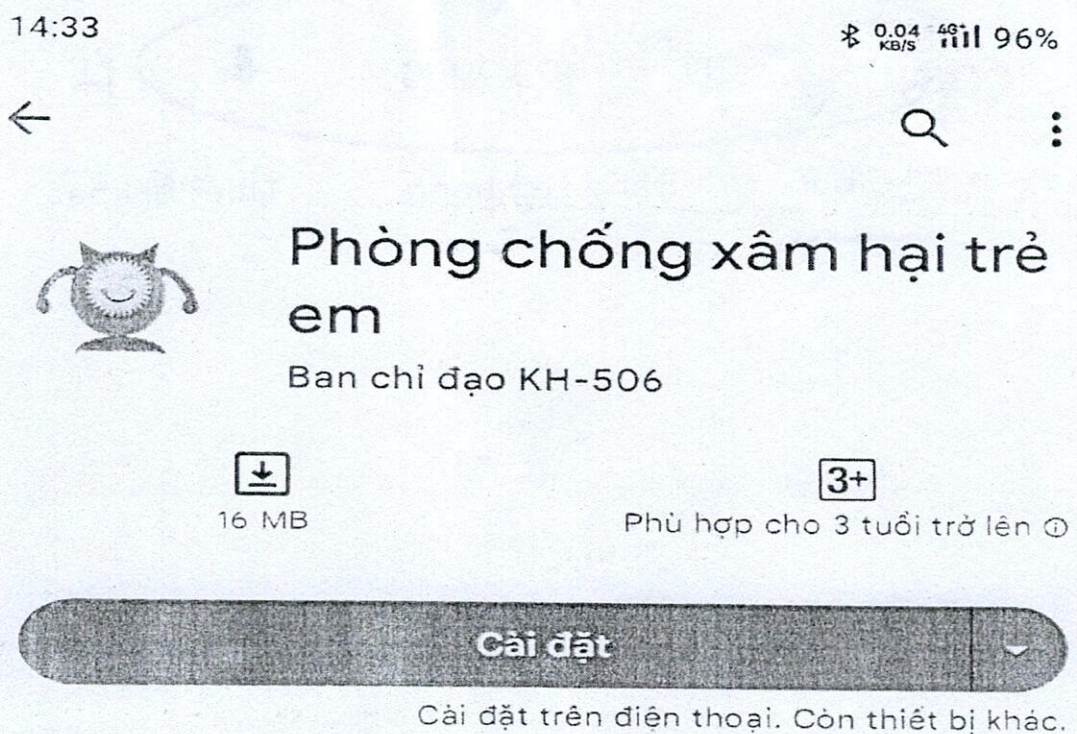 14:33
0.04 KB/S 4G+ 96%
Phòng chống xâm hại trẻ
em
Ban chỉ đạo KH-506
3+
16 MB
Phù hợp cho 3 tuổi trở lên
Cài đặt
Cài đặt trên điện thoại. Còn thiết bị khác.